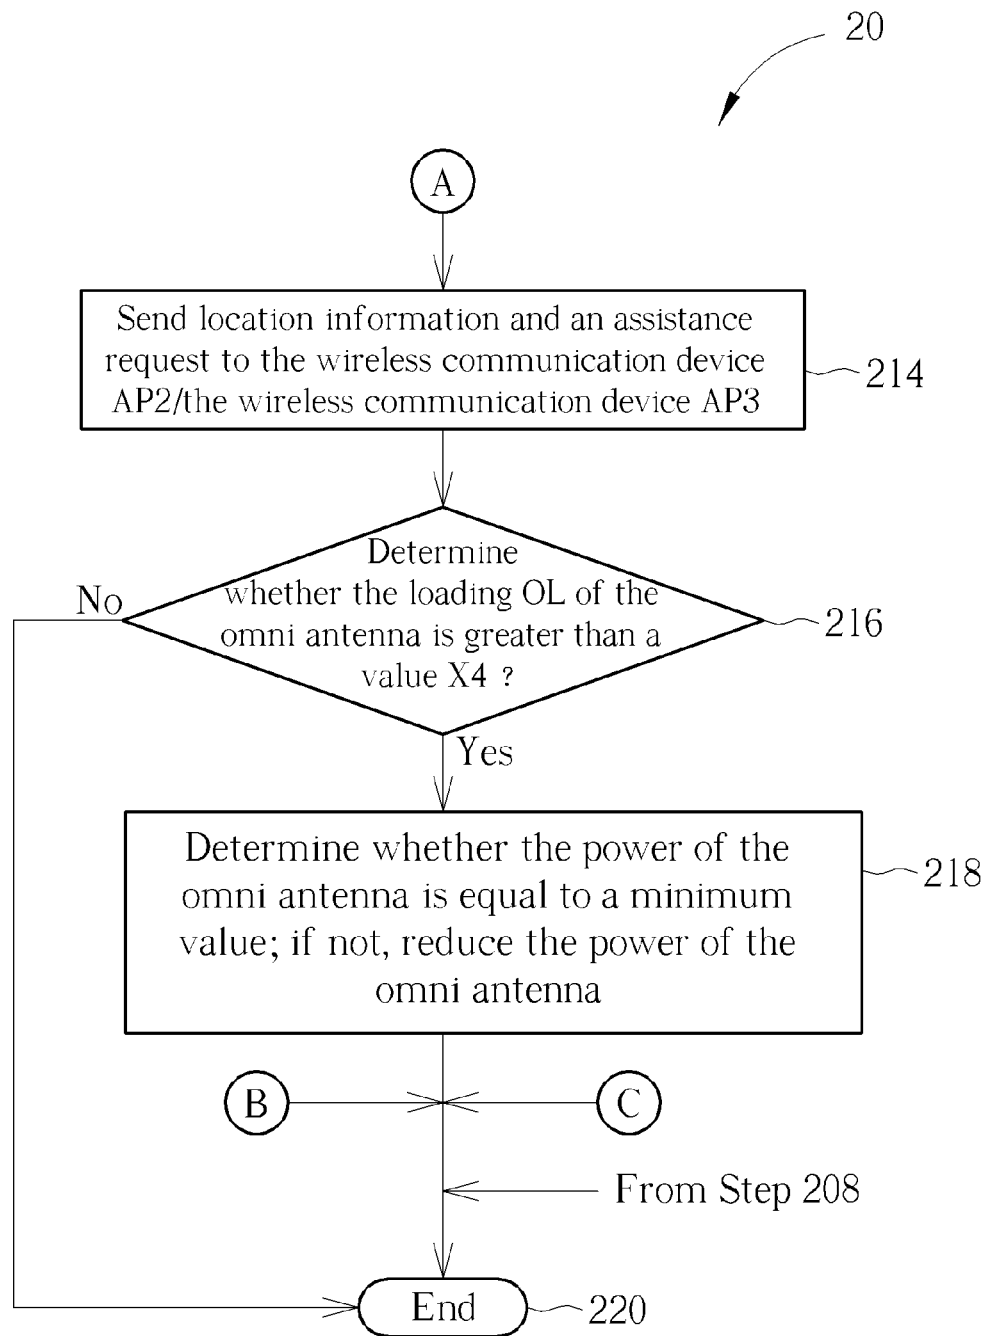 20
A
Send location information and an assistance
request to the wireless communication device
AP2/the wireless communication device AP3
214
Determine
whether the loading OL of the
omni antenna is greater than a
value X4 ?
No
216
Yes
Determine whether the power of the
omni antenna is equal to a minimum
value; if not, reduce the power of the
omni antenna
218
B
C
From Step 208
End
220